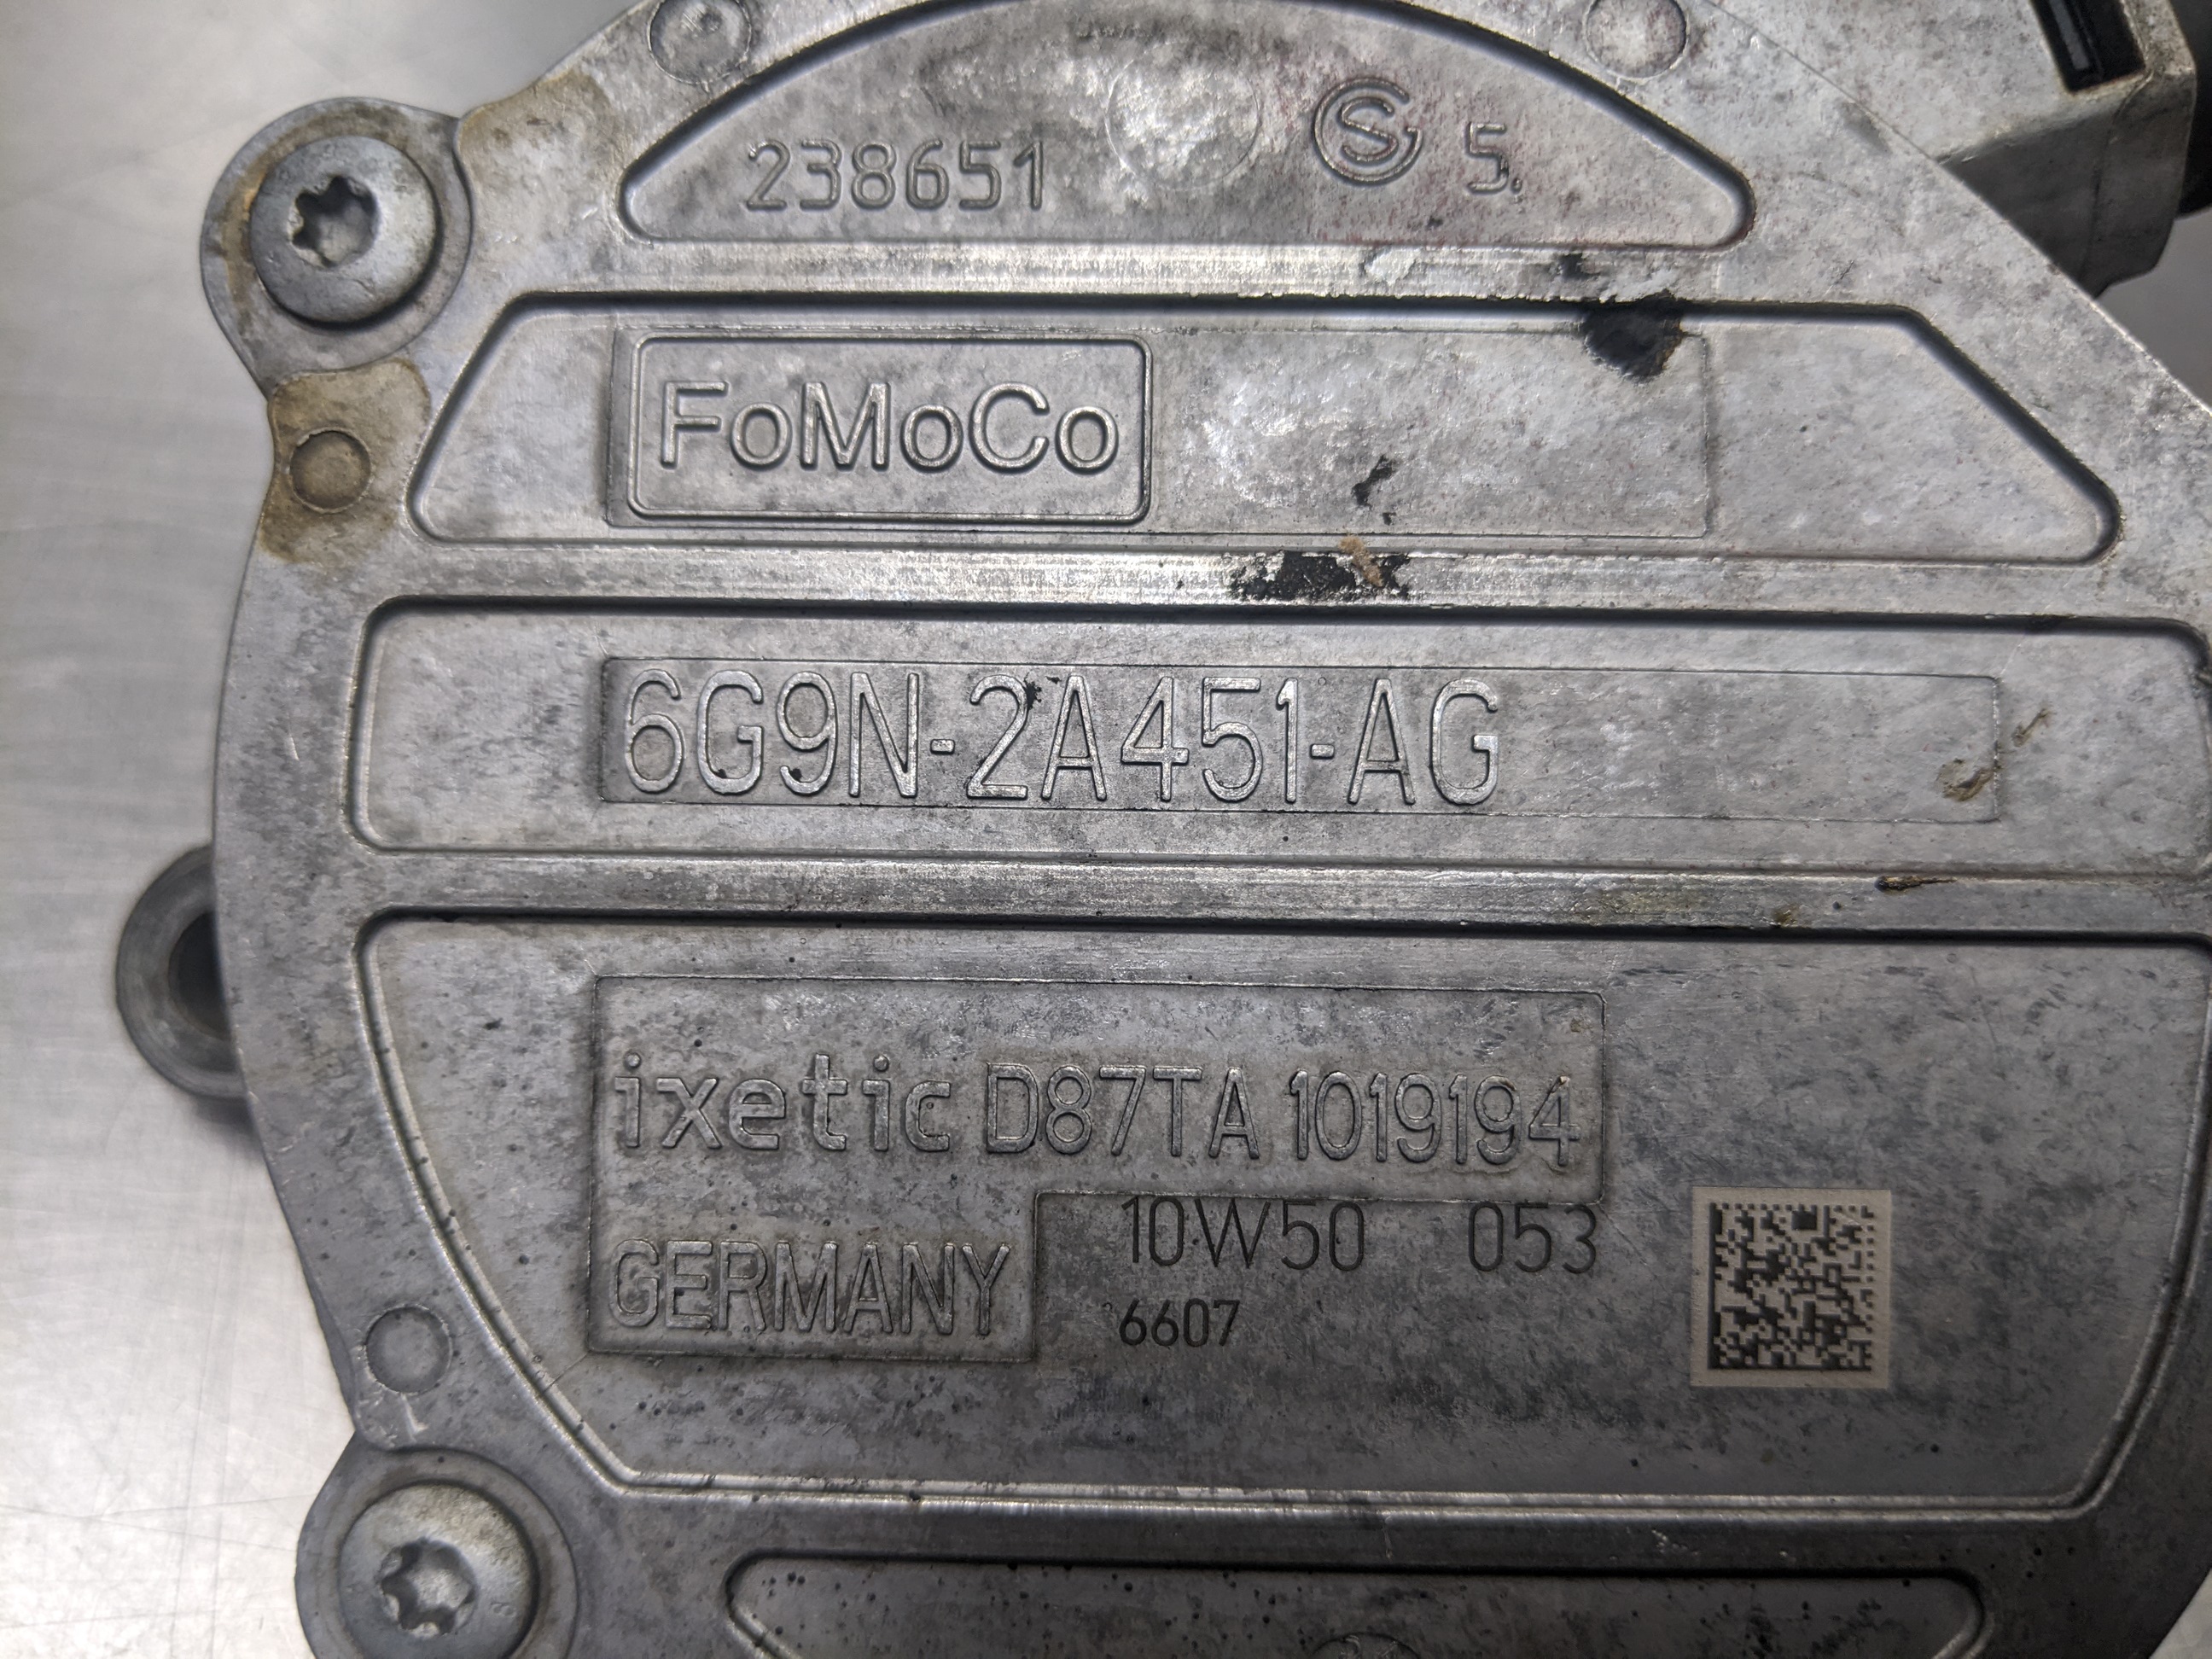 238651 S 5.
FoMoCo
6G9N-2A451-AG
ixetic D87TA 1019194
10W50 053
GERMANY
6607